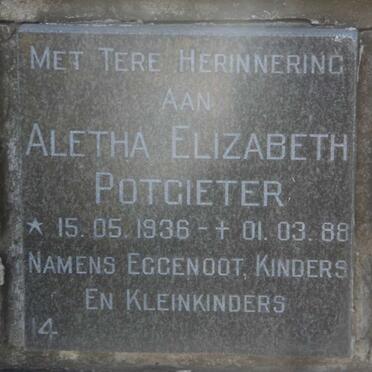 MET TERE HERINNERING
AAN
ALETHA ELIZABETH
POTGIETER
* 15.05.1936 - † 01.03.88
NAMENS EGGENOOT, KINDERS
EN KLEINKINDERS
14